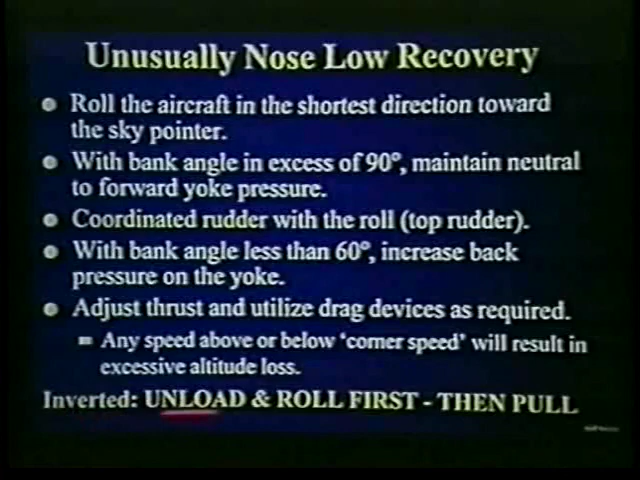 Unusually Nose Low Recovery
Roll the aircraft in the shortest direction toward
the sky pointer.
With bank angle in excess of 90°, maintain neutral
to forward yoke pressure.
Coordinated rudder with the roll (top rudder).
With bank angle less than 60°, increase back
pressure on the yoke.
Adjust thrust and utilize drag devices as required.
Any speed above or below 'corner speed' will result in
excessive altitude loss.
Inverted: UNLOAD & ROLL FIRST - THEN PULL